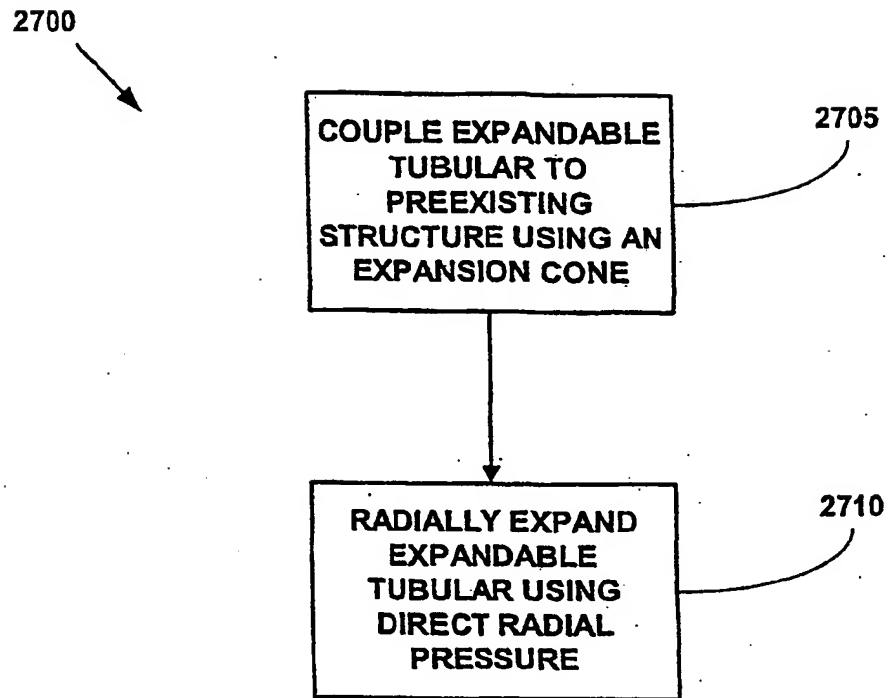 2700
COUPLE EXPANDABLE
TUBULAR TO
PREEXISTING
STRUCTURE USING AN
EXPANSION CONE
2705
RADIALLY EXPAND
EXPANDABLE
TUBULAR USING
DIRECT RADIAL
PRESSURE
2710